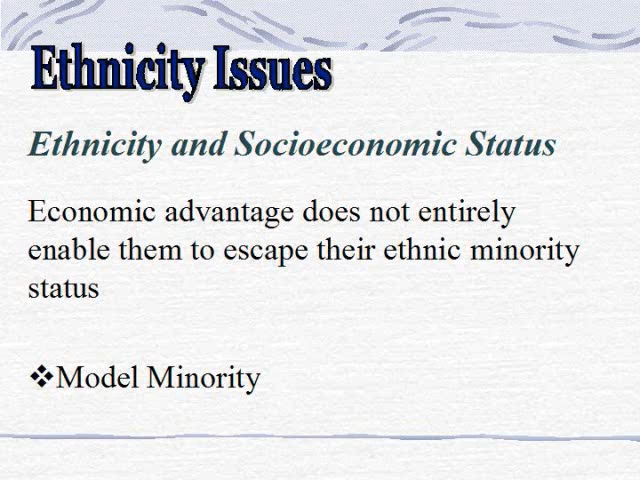 Ethnicity Issues
Ethnicity and Socioeconomic Status
Economic advantage does not entirely
enable them to escape their ethnic minority
status
❖Model Minority